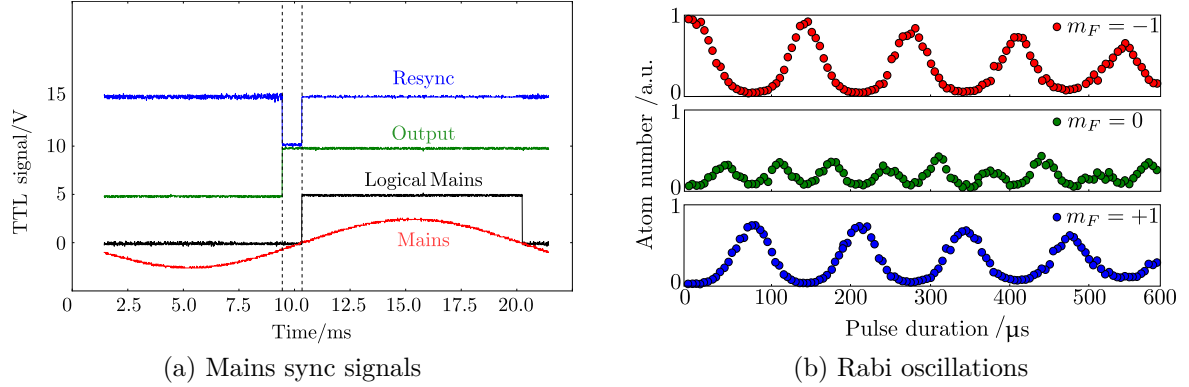 TTL signal/V
15
10
5
0
Resync
Output
Logical Mains
Mains
0 2.5 5.0 7.5 10.0 12.5 15.0 17.5 20.0
Time/ms
(a) Mains sync signals
Atom number /a.u.
1
0
m_F = −1
1
0
m_F = 0
1
0
m_F = +1
0 100 200 300 400 500 600
Pulse duration /μs
(b) Rabi oscillations